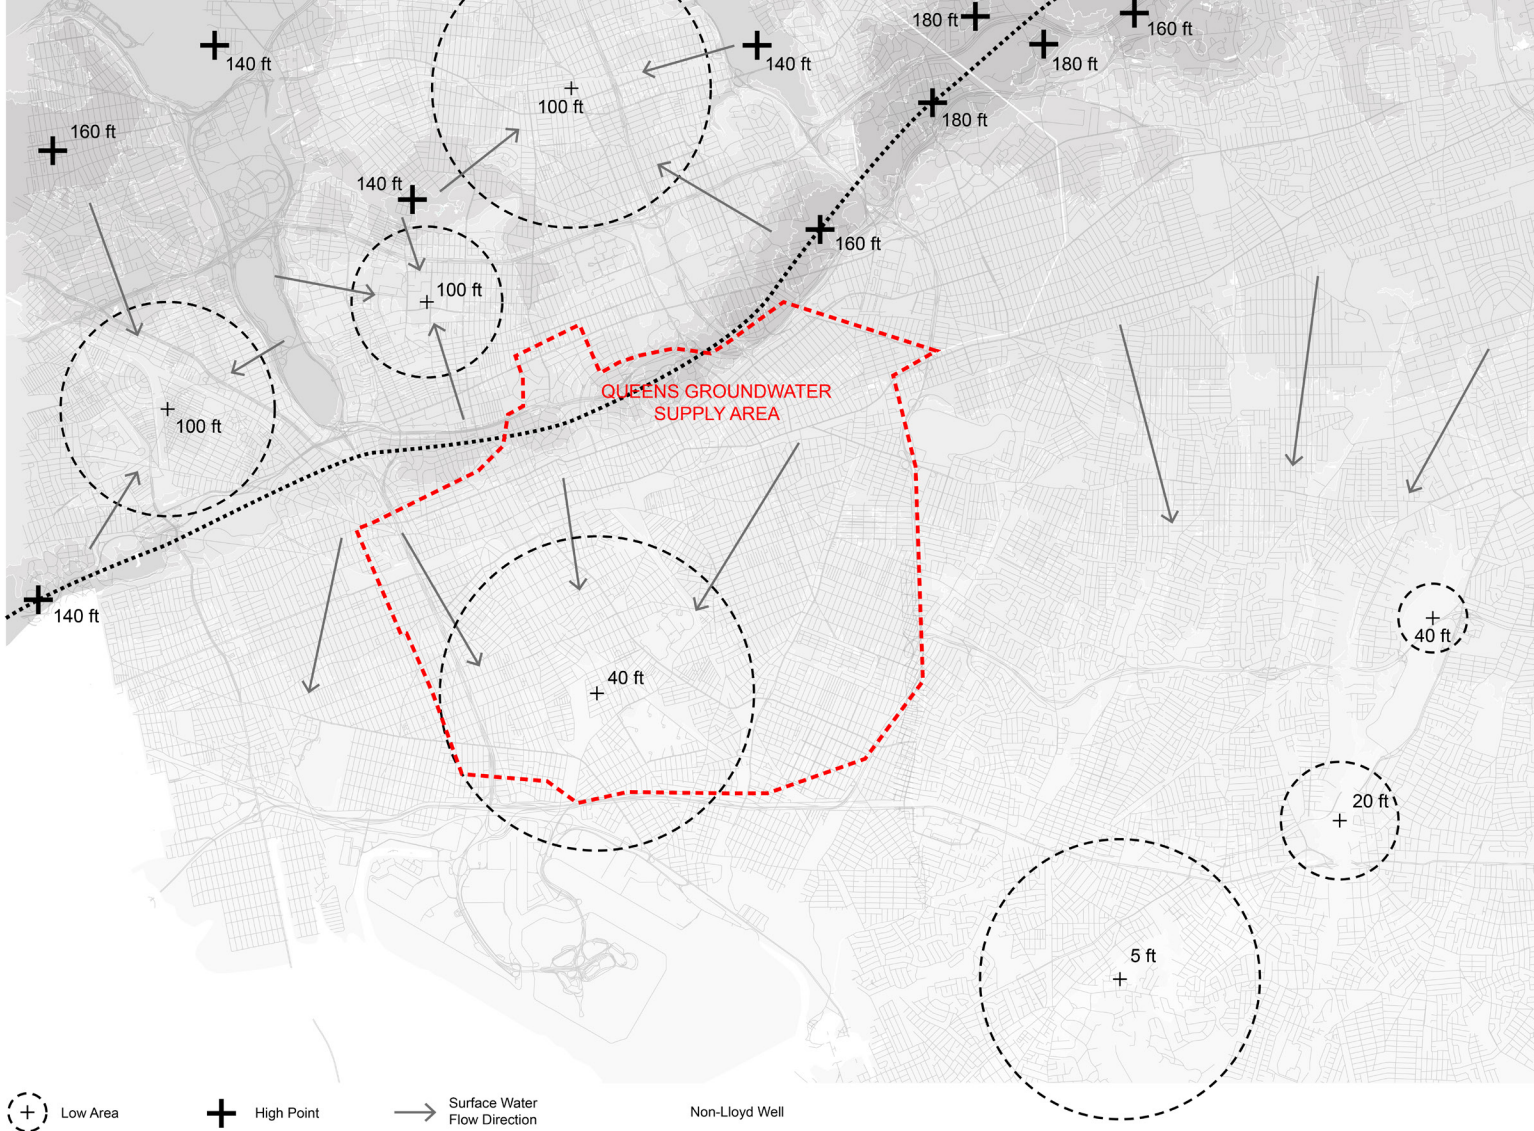 180 ft
160 ft
140 ft
140 ft
180 ft
100 ft
180 ft
160 ft
140 ft
160 ft
100 ft
QUEENS GROUNDWATER
SUPPLY AREA
100 ft
140 ft
40 ft
40 ft
20 ft
5 ft
Low Area
High Point
Surface Water
Flow Direction
Non-Lloyd Well